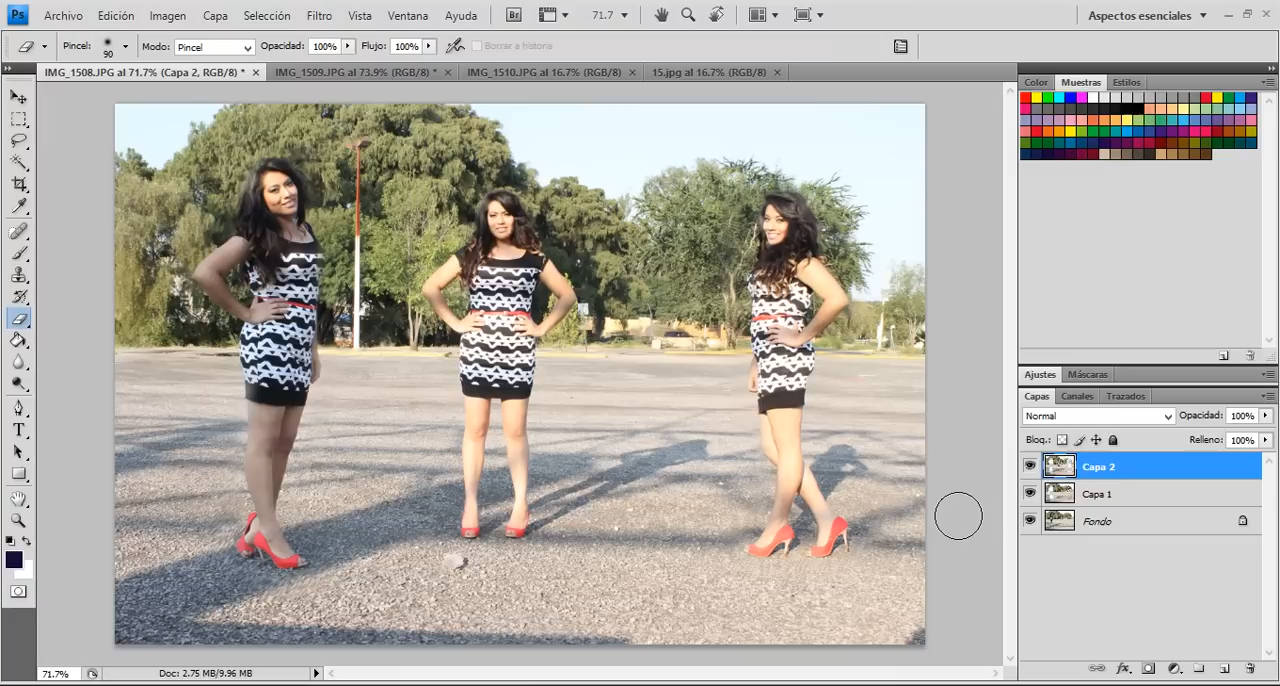 Ps Archivo Edición Imagen Capa Selección Filtro Vista Ventana Ayuda Br 71.7 Aspectos esenciales
Pincel: 90 Modo: Pincel Opacidad: 100% Flujo: 100% Borrar a historia
IMG_1508.JPG al 71.7% (Capa 2, RGB/8) * IMG_1509.JPG al 73.9% (RGB/8) * IMG_1510.JPG al 16.7% (RGB/8) 15.jpg al 16.7% (RGB/8)
Color Muestras Estilos
Ajustes Máscaras
Capas Canales Trazados
Normal Opacidad: 100%
Bloq.: Relleno: 100%
Capa 2
Capa 1
Fondo
71.7% Doc: 2.75 MB/9.96 MB